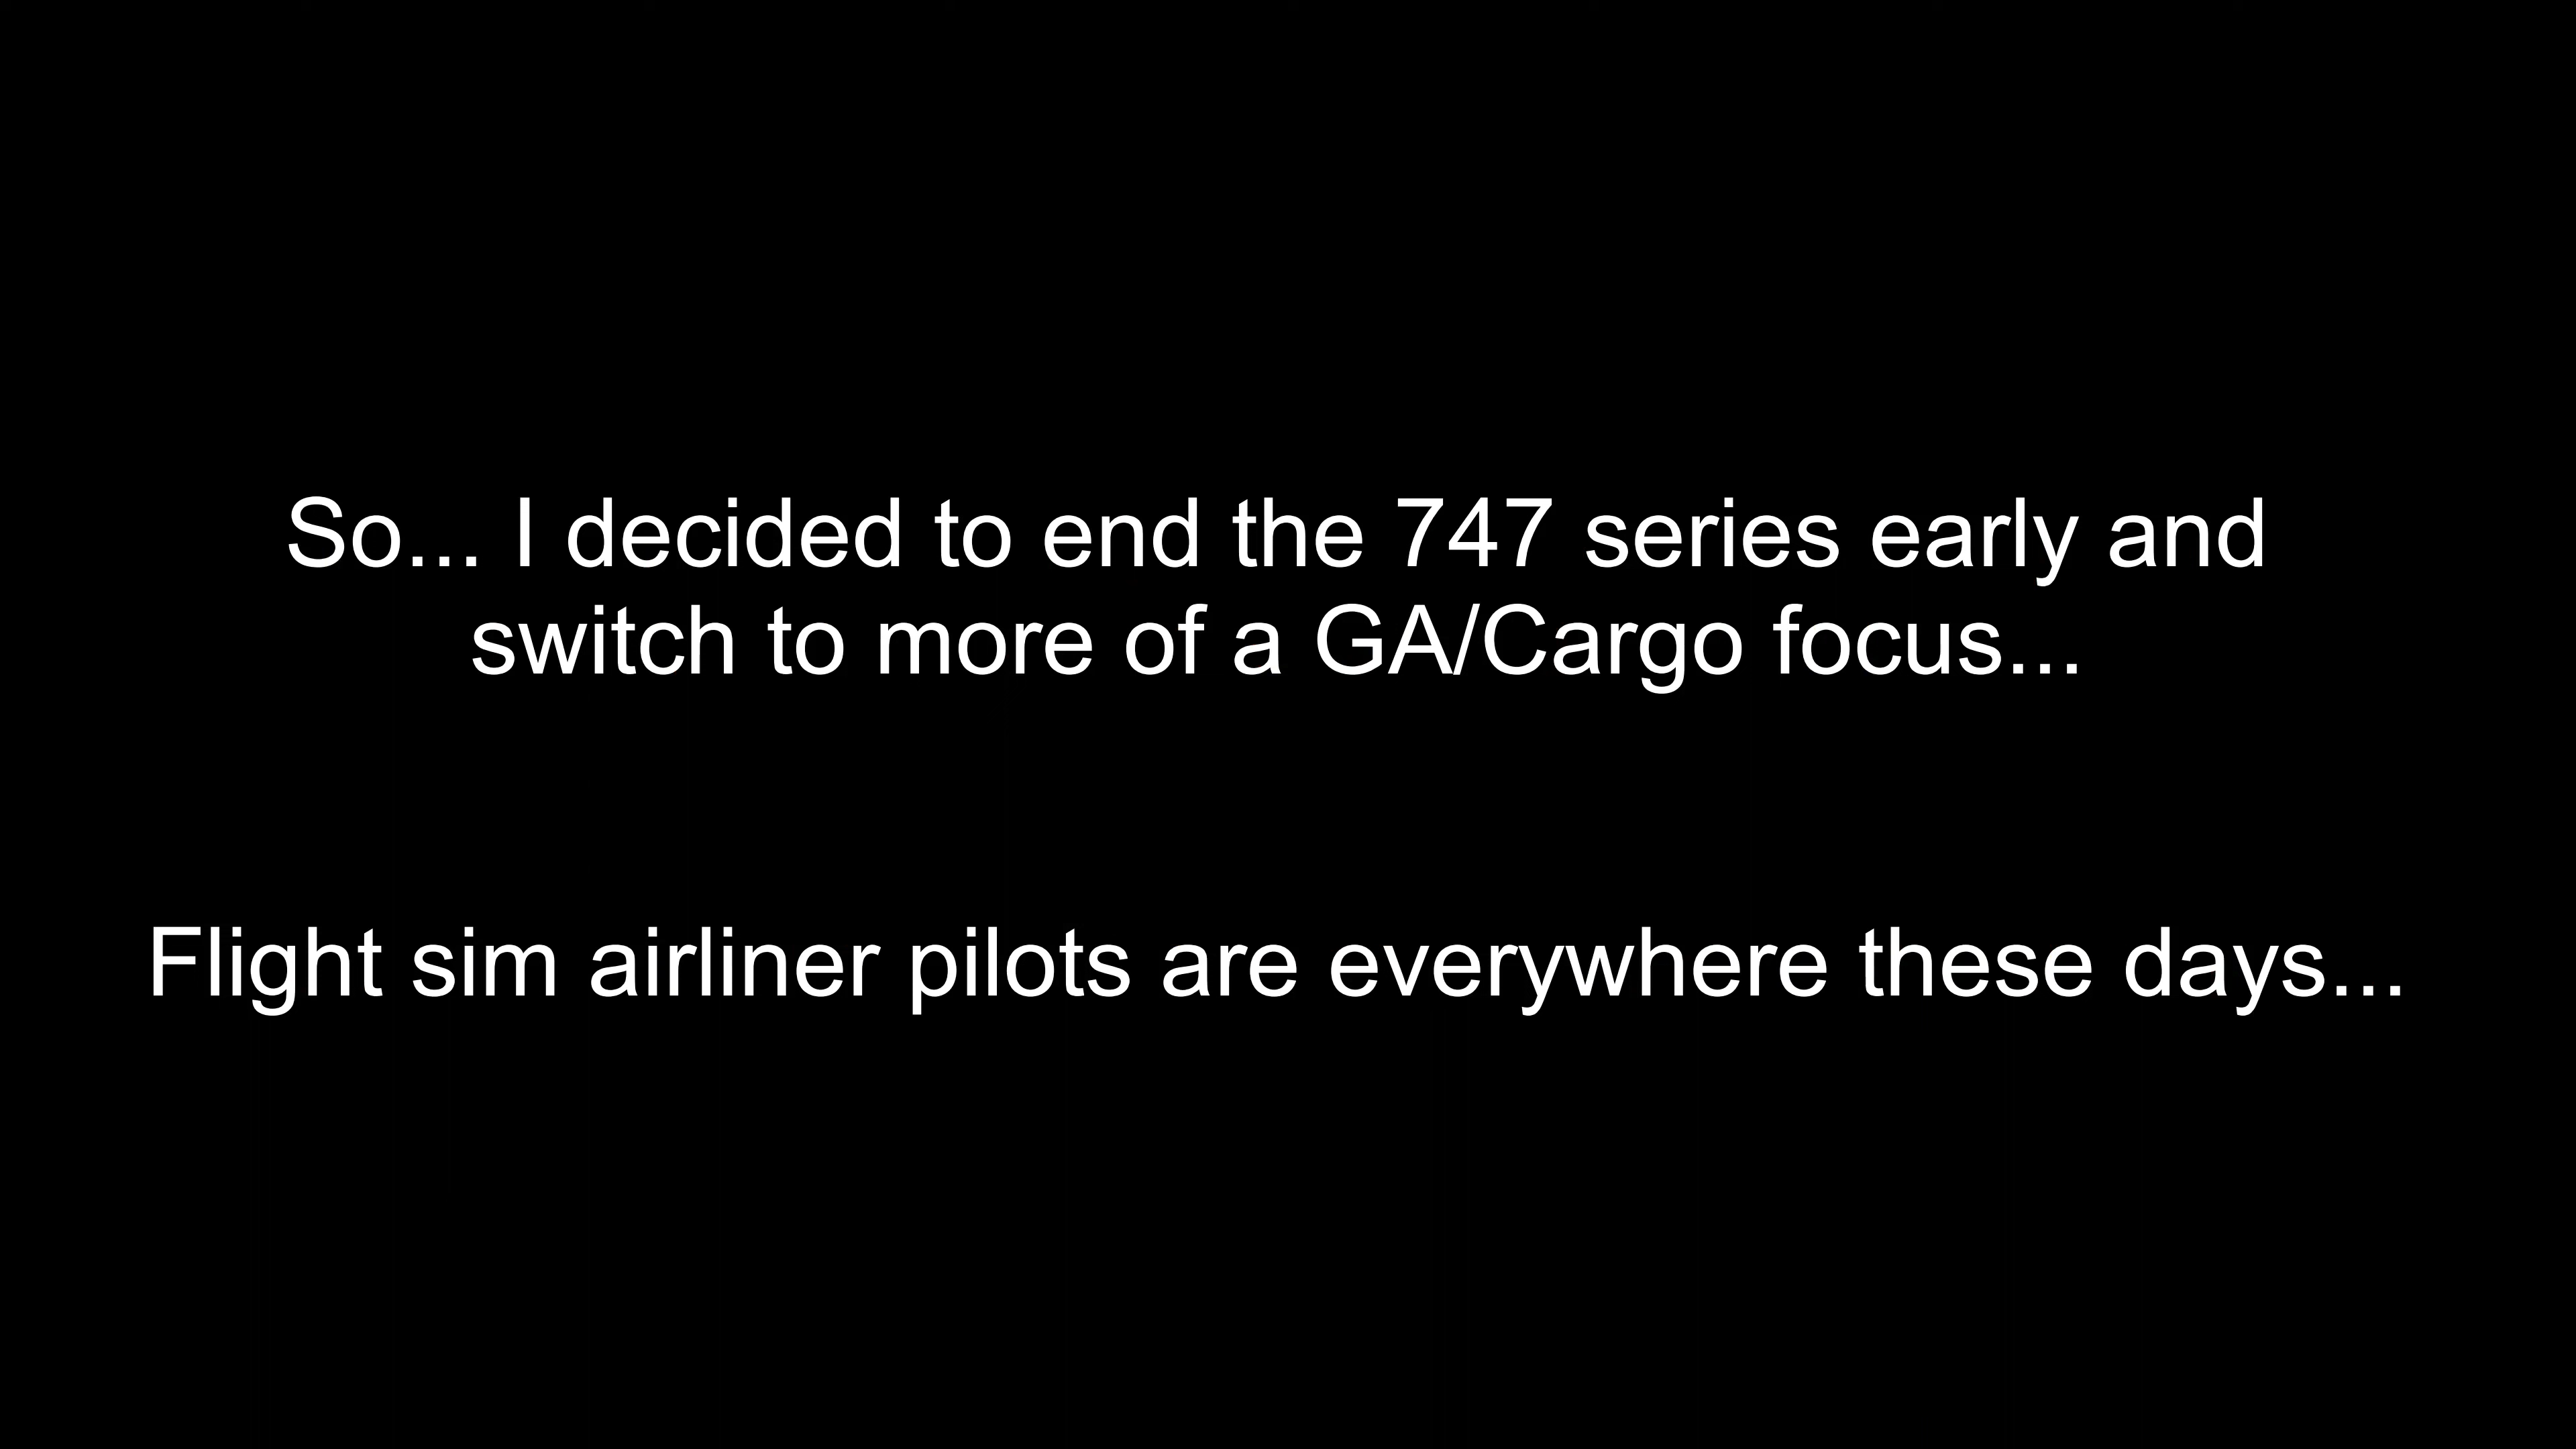 So... I decided to end the 747 series early and
switch to more of a GA/Cargo focus...
Flight sim airliner pilots are everywhere these days...